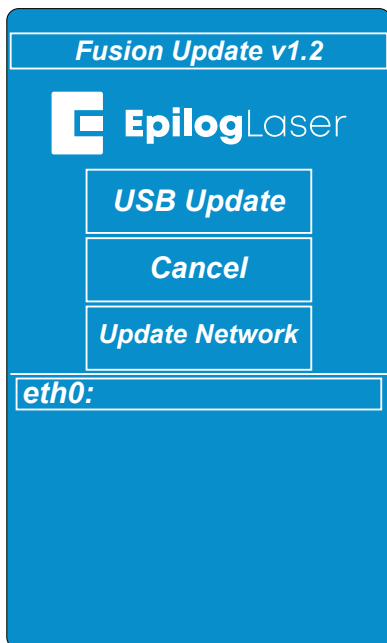 Fusion Update v1.2
EpilogLaser
USB Update
Cancel
Update Network
eth0: